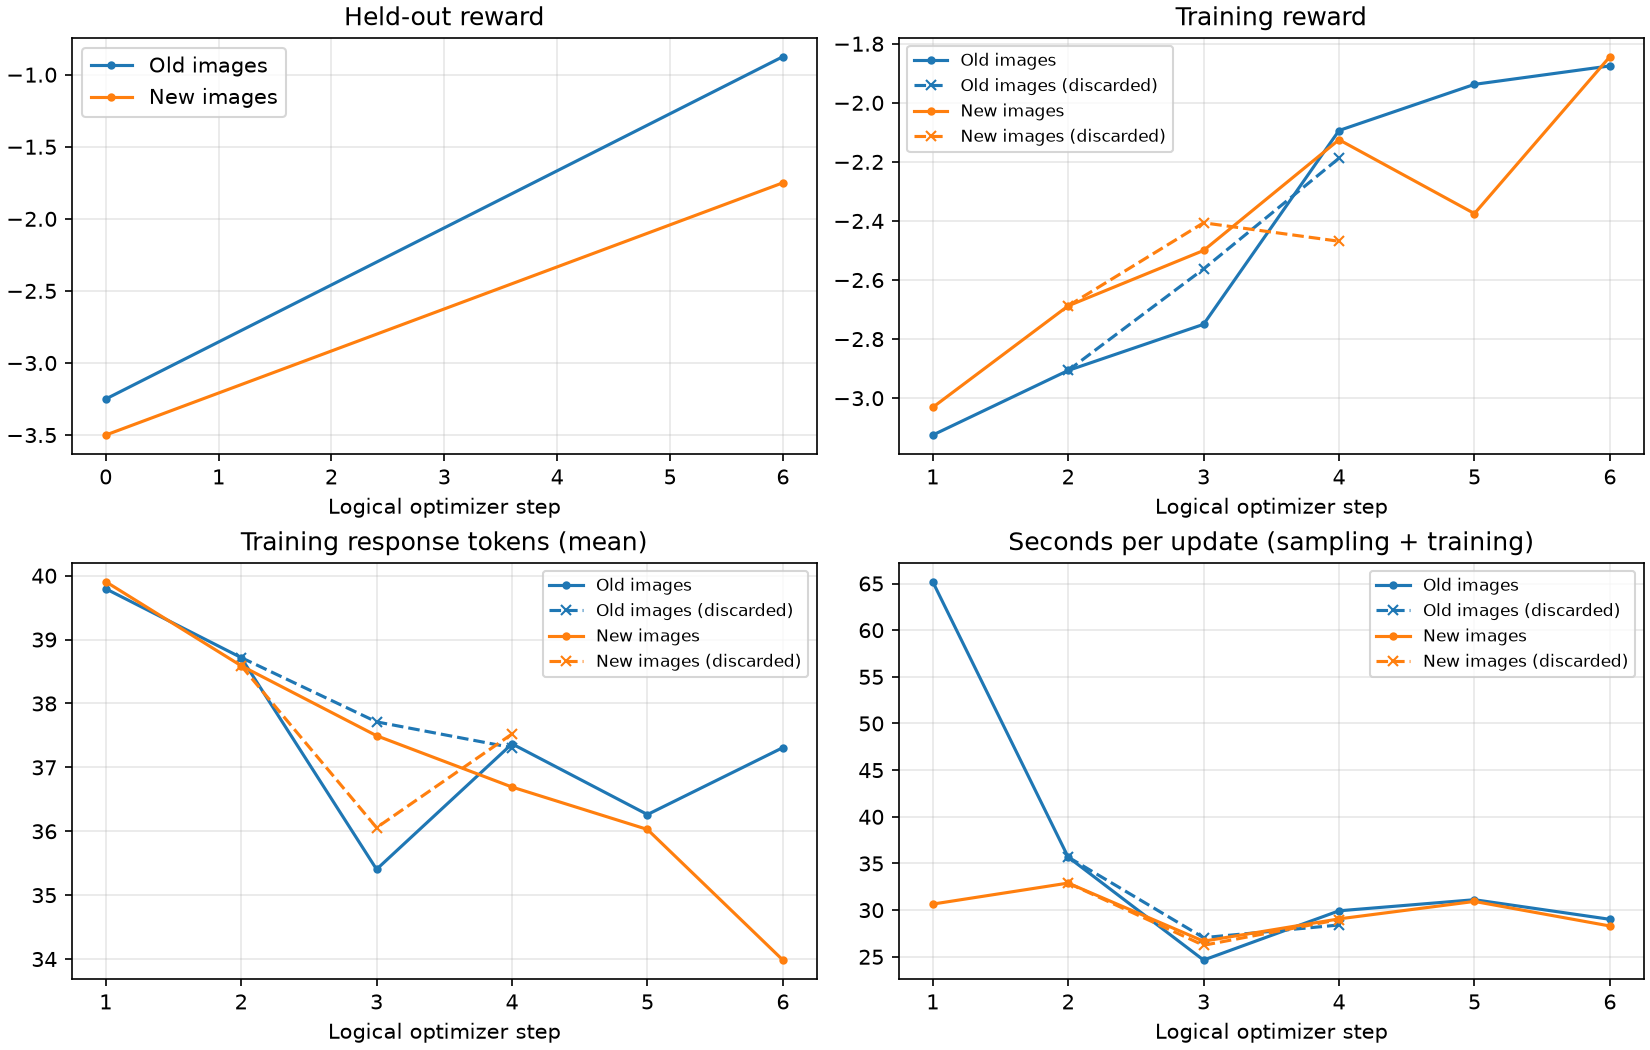 Held-out reward
Old images
New images
−1.0
−1.5
−2.0
−2.5
−3.0
−3.5
0 1 2 3 4 5 6
Logical optimizer step
Training reward
Old images
Old images (discarded)
New images
New images (discarded)
−1.8
−2.0
−2.2
−2.4
−2.6
−2.8
−3.0
1 2 3 4 5 6
Logical optimizer step
Training response tokens (mean)
Old images
Old images (discarded)
New images
New images (discarded)
40
39
38
37
36
35
34
1 2 3 4 5 6
Logical optimizer step
Seconds per update (sampling + training)
Old images
Old images (discarded)
New images
New images (discarded)
65
60
55
50
45
40
35
30
25
1 2 3 4 5 6
Logical optimizer step